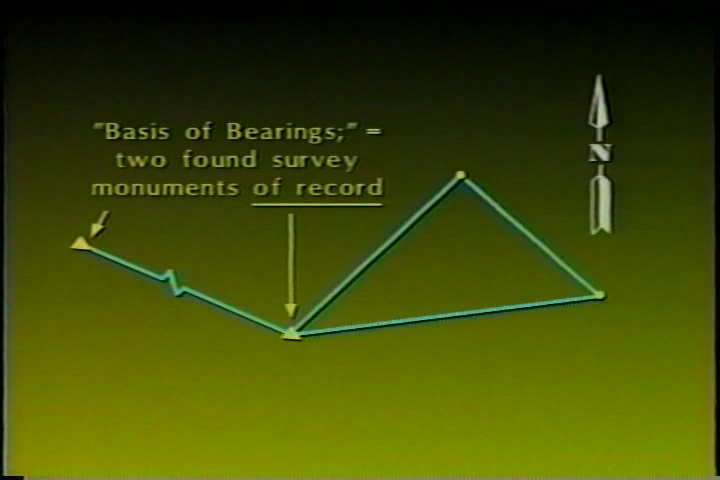 "Basis of Bearings;" =
two found survey
monuments of record
N